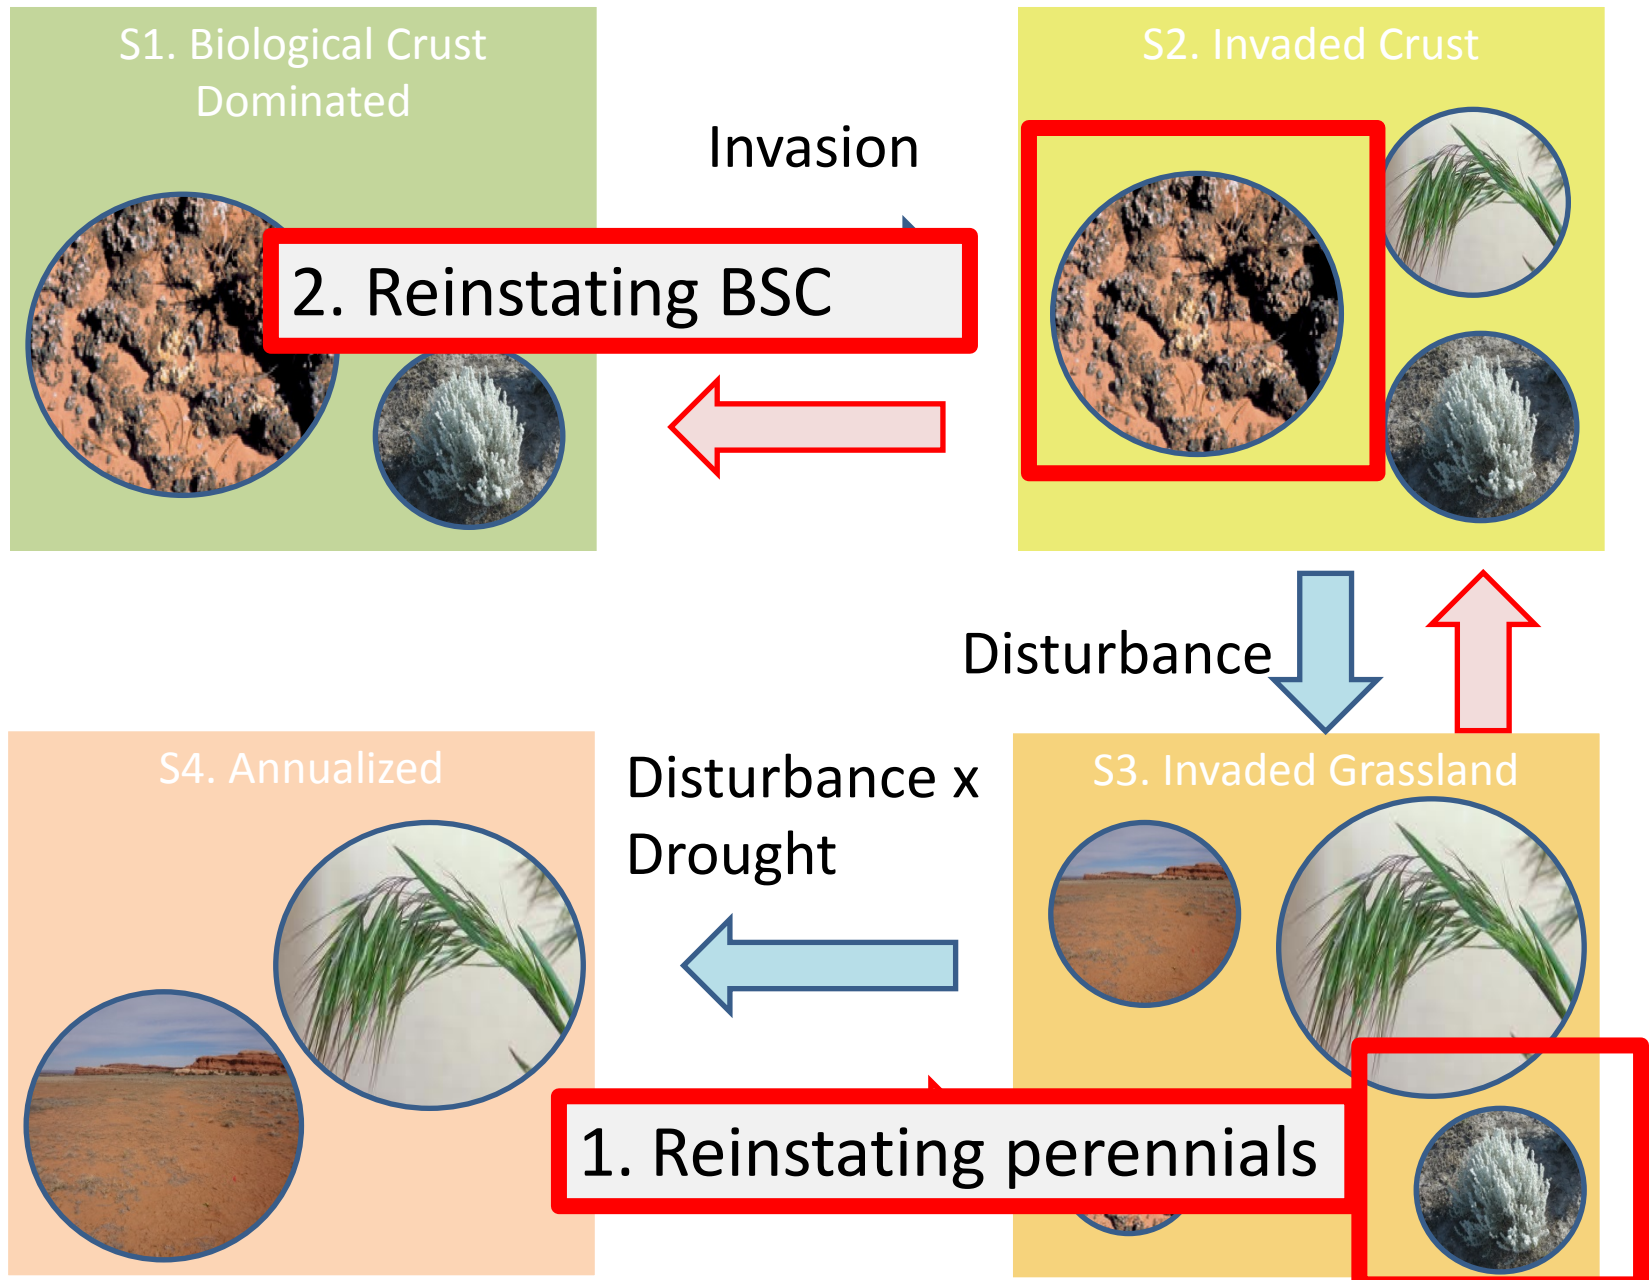 S1. Biological Crust
Dominated
Invasion
S2. Invaded Crust
2. Reinstating BSC
Disturbance
S4. Annualized
Disturbance x
Drought
S3. Invaded Grassland
1. Reinstating perennials